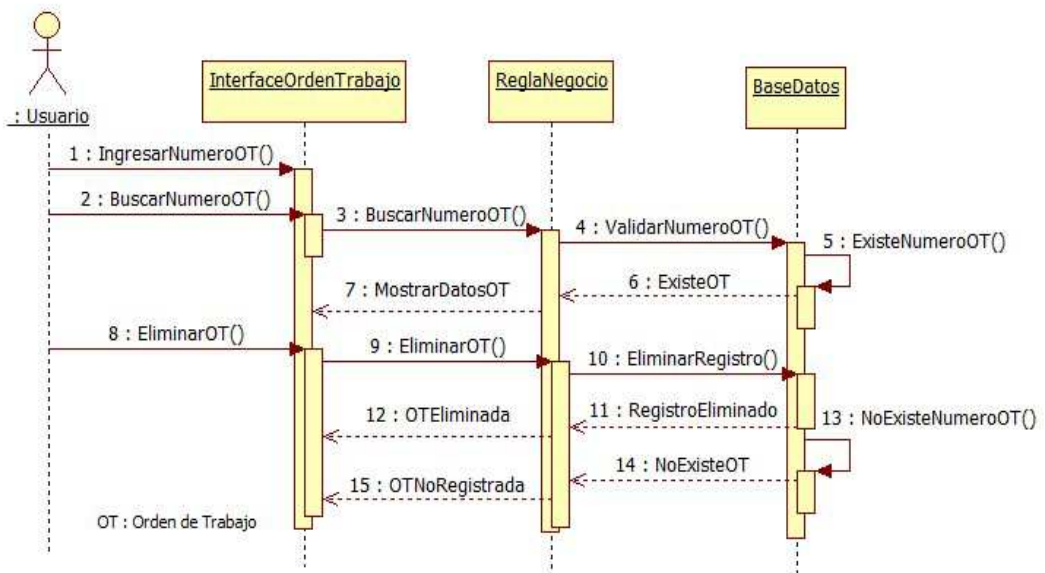 InterfaceOrdenTrabajo
ReglaNegocio
BaseDatos
: Usuario
1 : IngresarNumeroOT()
2 : BuscarNumeroOT()
3 : BuscarNumeroOT()
4 : ValidarNumeroOT()
5 : ExisteNumeroOT()
6 : ExisteOT
7 : MostrarDatosOT
8 : EliminarOT()
9 : EliminarOT()
10 : EliminarRegistro()
11 : RegistroEliminado
12 : OTEliminada
13 : NoExisteNumeroOT()
14 : NoExisteOT
15 : OTNoRegistrada
OT : Orden de Trabajo